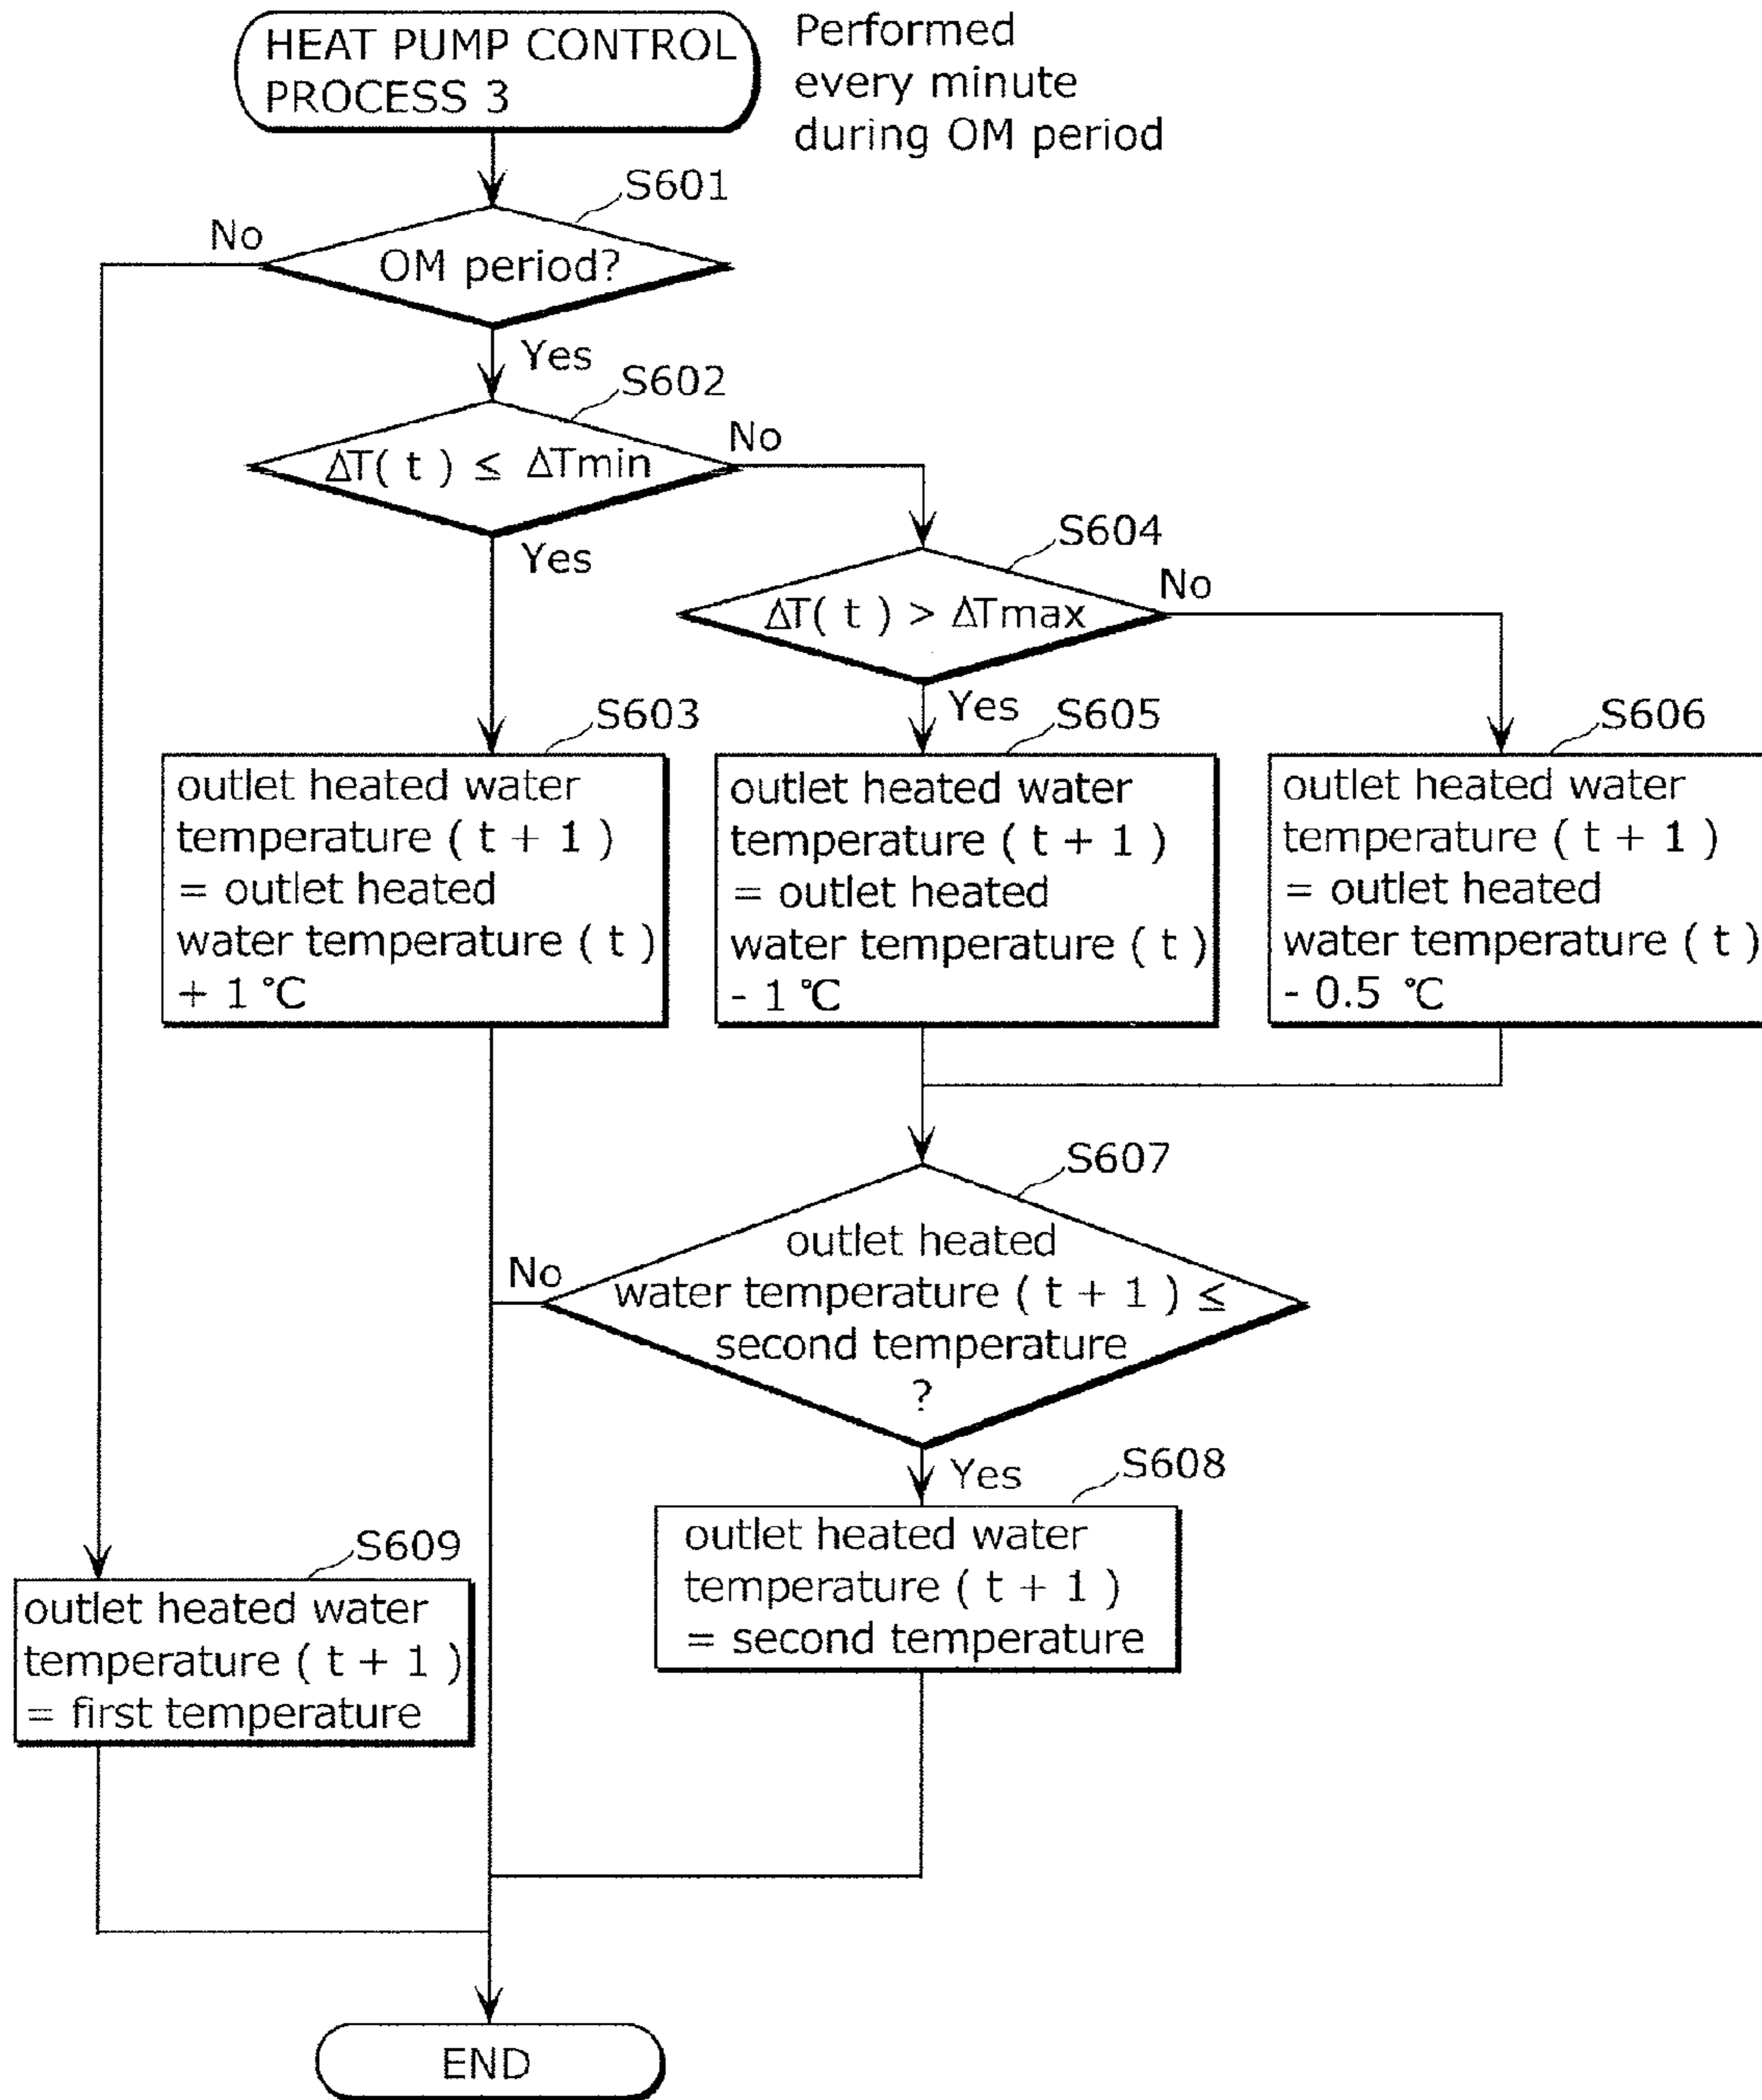 HEAT PUMP CONTROL
PROCESS 3
Performed
every minute
during OM period
S601
No
OM period?
Yes
S602
No
ΔT( t ) ≤ ΔTmin
Yes
S604
No
ΔT( t ) > ΔTmax
Yes
S603
outlet heated water
temperature ( t + 1 )
= outlet heated
water temperature ( t )
+ 1 ℃
S605
outlet heated water
temperature ( t + 1 )
= outlet heated
water temperature ( t )
- 1 ℃
S606
outlet heated water
temperature ( t + 1 )
= outlet heated
water temperature ( t )
- 0.5 ℃
S607
No
outlet heated
water temperature ( t + 1 ) ≤
second temperature
?
Yes
S608
outlet heated water
temperature ( t + 1 )
= second temperature
S609
outlet heated water
temperature ( t + 1 )
= first temperature
END